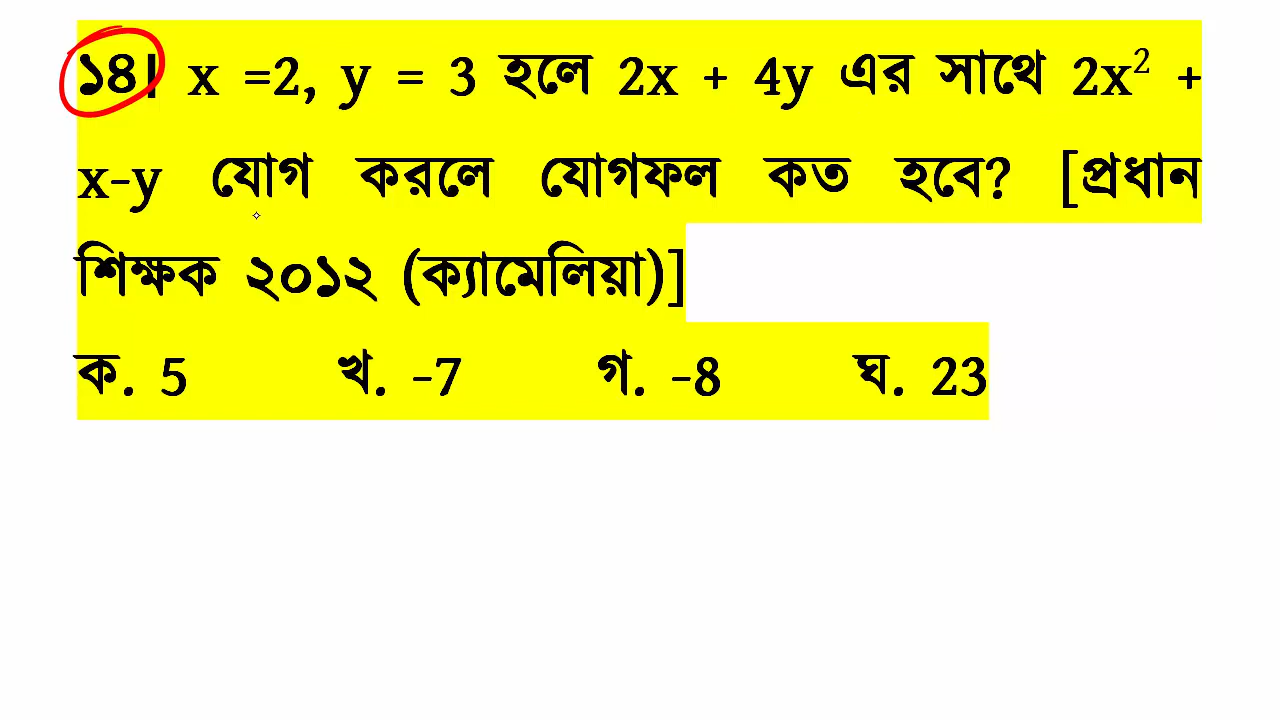 ১৪। x =2, y = 3 হলে 2x + 4y এর সাথে 2x² +
x-y যোগ করলে যোগফল কত হবে? [প্রধান
শিক্ষক ২০১২ (ক্যামেলিয়া)]
ক. 5 খ. -7 গ. -8 ঘ. 23